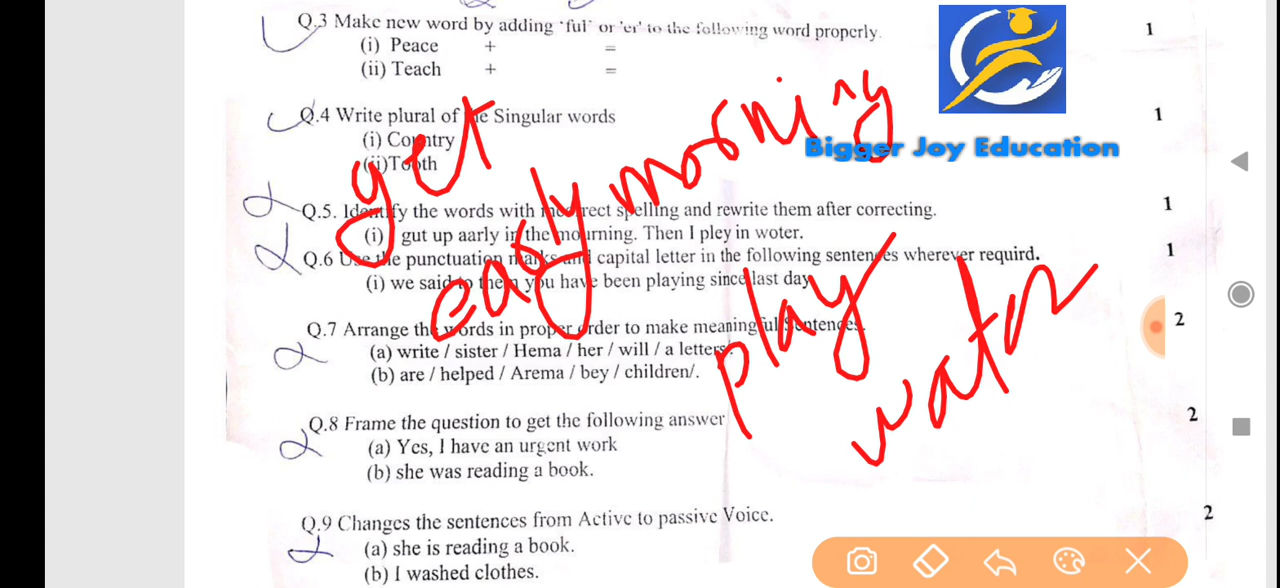 Q.3 Make new word by adding 'ful' or 'er' to the following word properly. 1
(i) Peace + =
(ii) Teach + =
Q.4 Write plural of the Singular words 1
(i) Country
(ii)Tooth
Bigger Joy Education
Q.5. Identify the words with incorrect spelling and rewrite them after correcting. 1
(i) gut up aarly in the mourning. Then I pley in woter.
Q.6 Use the punctuation marks and capital letter in the following sentences wherever requird. 1
(i) we said to them you have been playing since last day
Q.7 Arrange the words in proper order to make meaningful Sentences. 2
(a) write / sister / Hema / her / will / a letters/.
(b) are / helped / Arema / bey / children/.
Q.8 Frame the question to get the following answer 2
(a) Yes, I have an urgent work
(b) she was reading a book.
Q.9 Changes the sentences from Active to passive Voice. 2
(a) she is reading a book.
(b) I washed clothes.
get
early morning
play
water